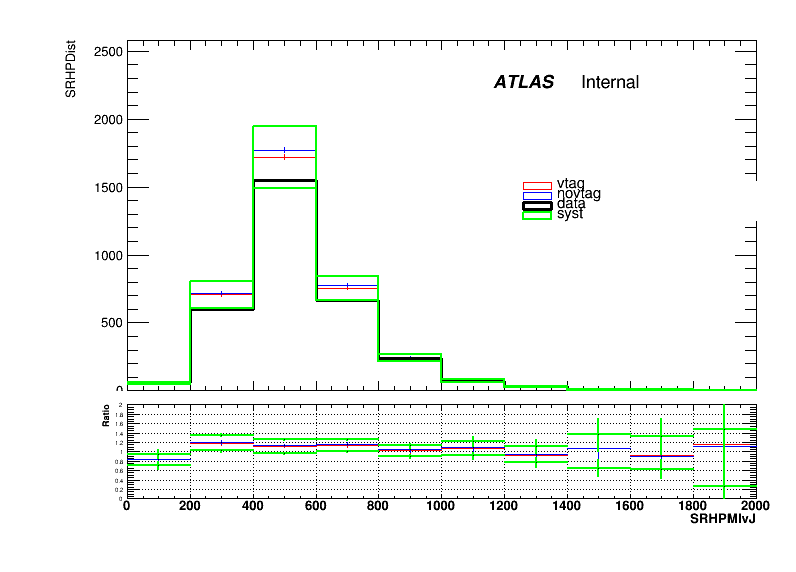 SRHPDist
2500
2000
1500
1000
500
0
ATLAS Internal
vtag
novtag
data
syst
Ratio
2
1.8
1.6
1.4
1.2
1
0.8
0.6
0.4
0.2
0
0 200 400 600 800 1000 1200 1400 1600 1800 2000
SRHPMlvJ